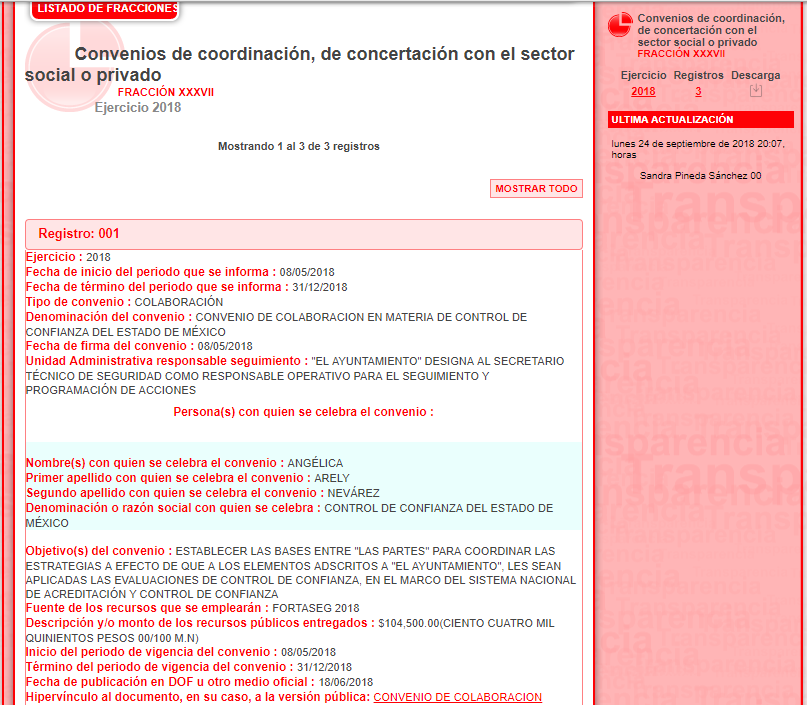 LISTADO DE FRACCIONES
Convenios de coordinación, de concertación con el sector
social o privado
FRACCIÓN XXXVII
Ejercicio 2018
Mostrando 1 al 3 de 3 registros
MOSTRAR TODO
Registro: 001
Ejercicio : 2018
Fecha de inicio del periodo que se informa : 08/05/2018
Fecha de término del periodo que se informa : 31/12/2018
Tipo de convenio : COLABORACIÓN
Denominación del convenio : CONVENIO DE COLABORACION EN MATERIA DE CONTROL DE
CONFIANZA DEL ESTADO DE MÉXICO
Fecha de firma del convenio : 08/05/2018
Unidad Administrativa responsable seguimiento : "EL AYUNTAMIENTO" DESIGNA AL SECRETARIO
TÉCNICO DE SEGURIDAD COMO RESPONSABLE OPERATIVO PARA EL SEGUIMIENTO Y
PROGRAMACIÓN DE ACCIONES
Persona(s) con quien se celebra el convenio :
Nombre(s) con quien se celebra el convenio : ANGÉLICA
Primer apellido con quien se celebra el convenio : ARELY
Segundo apellido con quien se celebra el convenio : NEVÁREZ
Denominación o razón social con quien se celebra : CONTROL DE CONFIANZA DEL ESTADO DE
MÉXICO
Objetivo(s) del convenio : ESTABLECER LAS BASES ENTRE "LAS PARTES" PARA COORDINAR LAS
ESTRATEGIAS A EFECTO DE QUE A LOS ELEMENTOS ADSCRITOS A "EL AYUNTAMIENTO", LES SEAN
APLICADAS LAS EVALUACIONES DE CONTROL DE CONFIANZA, EN EL MARCO DEL SISTEMA NACIONAL
DE ACREDITACIÓN Y CONTROL DE CONFIANZA
Fuente de los recursos que se emplearán : FORTASEG 2018
Descripción y/o monto de los recursos públicos entregados : $104,500.00(CIENTO CUATRO MIL
QUINIENTOS PESOS 00/100 M.N)
Inicio del periodo de vigencia del convenio : 08/05/2018
Término del periodo de vigencia del convenio : 31/12/2018
Fecha de publicación en DOF u otro medio oficial : 18/06/2018
Hipervínculo al documento, en su caso, a la versión pública: CONVENIO DE COLABORACION
Convenios de coordinación,
de concertación con el
sector social o privado
FRACCIÓN XXXVII
Ejercicio Registros Descarga
2018 3
ULTIMA ACTUALIZACIÓN
lunes 24 de septiembre de 2018 20:07,
horas
Sandra Pineda Sánchez 00